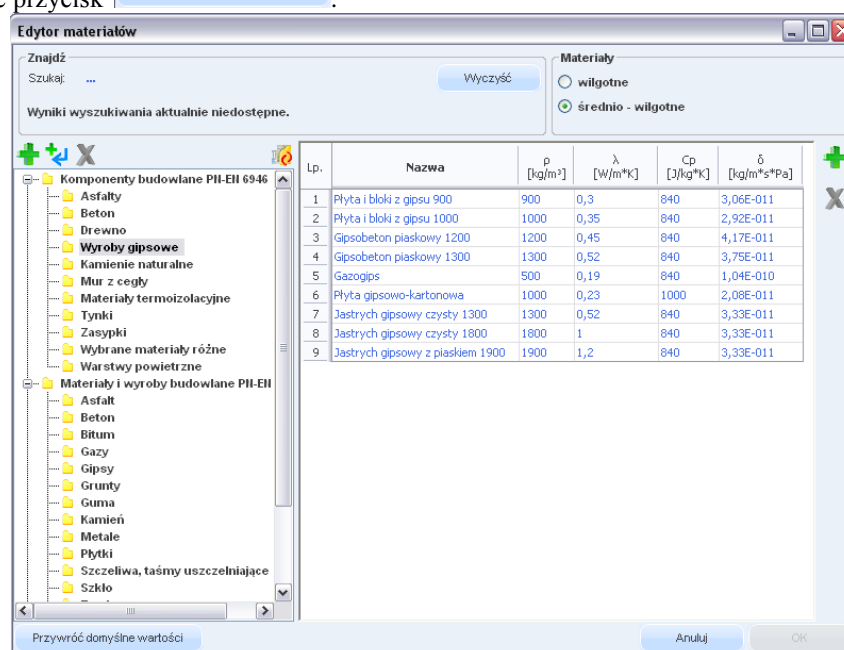 przycisk .
Edytor materiałów
Znajdź
Szukaj: ...
Wyczyść
Wyniki wyszukiwania aktualnie niedostępne.
Materiały
wilgotne
średnio - wilgotne
Komponenty budowlane PN-EN 6946
Asfalty
Beton
Drewno
Wyroby gipsowe
Kamienie naturalne
Mur z cegły
Materiały termoizolacyjne
Tynki
Zasypki
Wybrane materiały różne
Warstwy powietrzne
Materiały i wyroby budowlane PN-EN
Asfalt
Beton
Bitum
Gazy
Gipsy
Grunty
Guma
Kamień
Metale
Płytki
Szczeliwa, taśmy uszczelniające
Szkło
Lp. Nazwa ρ [kg/m³] λ [W/m*K] Cp [J/kg*K] δ [kg/m*s*Pa]
1 Płyta i bloki z gipsu 900 900 0,3 840 3,06E-011
2 Płyta i bloki z gipsu 1000 1000 0,35 840 2,92E-011
3 Gipsobeton piaskowy 1200 1200 0,45 840 4,17E-011
4 Gipsobeton piaskowy 1300 1300 0,52 840 3,75E-011
5 Gazogips 500 0,19 840 1,04E-010
6 Płyta gipsowo-kartonowa 1000 0,23 1000 2,08E-011
7 Jastrych gipsowy czysty 1300 1300 0,52 840 3,33E-011
8 Jastrych gipsowy czysty 1800 1800 1 840 3,33E-011
9 Jastrych gipsowy z piaskiem 1900 1900 1,2 840 3,33E-011
Przywróć domyślne wartości
Anuluj
OK